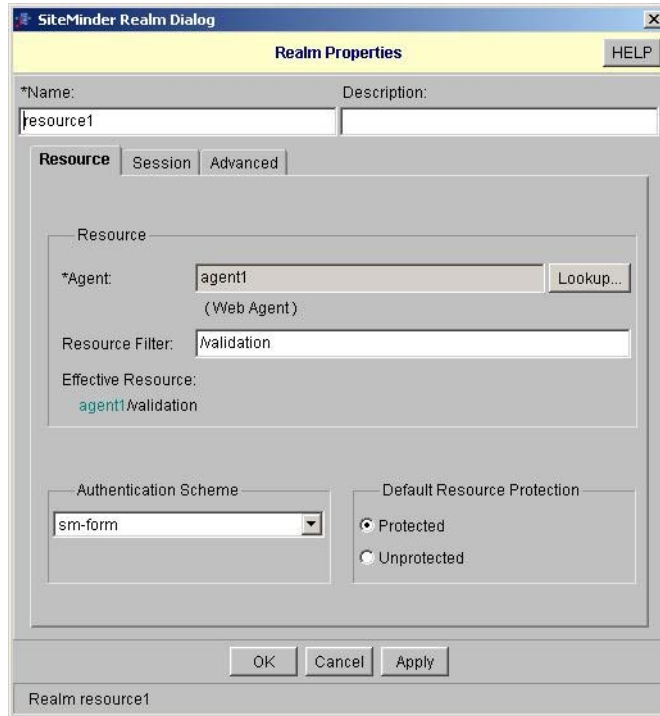 SiteMinder Realm Dialog
Realm Properties
HELP
*Name:
Description:
resource1
Resource
Session
Advanced
Resource
*Agent:
agent1
Lookup...
(Web Agent)
Resource Filter:
/validation
Effective Resource:
agent1/validation
Authentication Scheme
sm-form
Default Resource Protection
Protected
Unprotected
OK
Cancel
Apply
Realm resource1